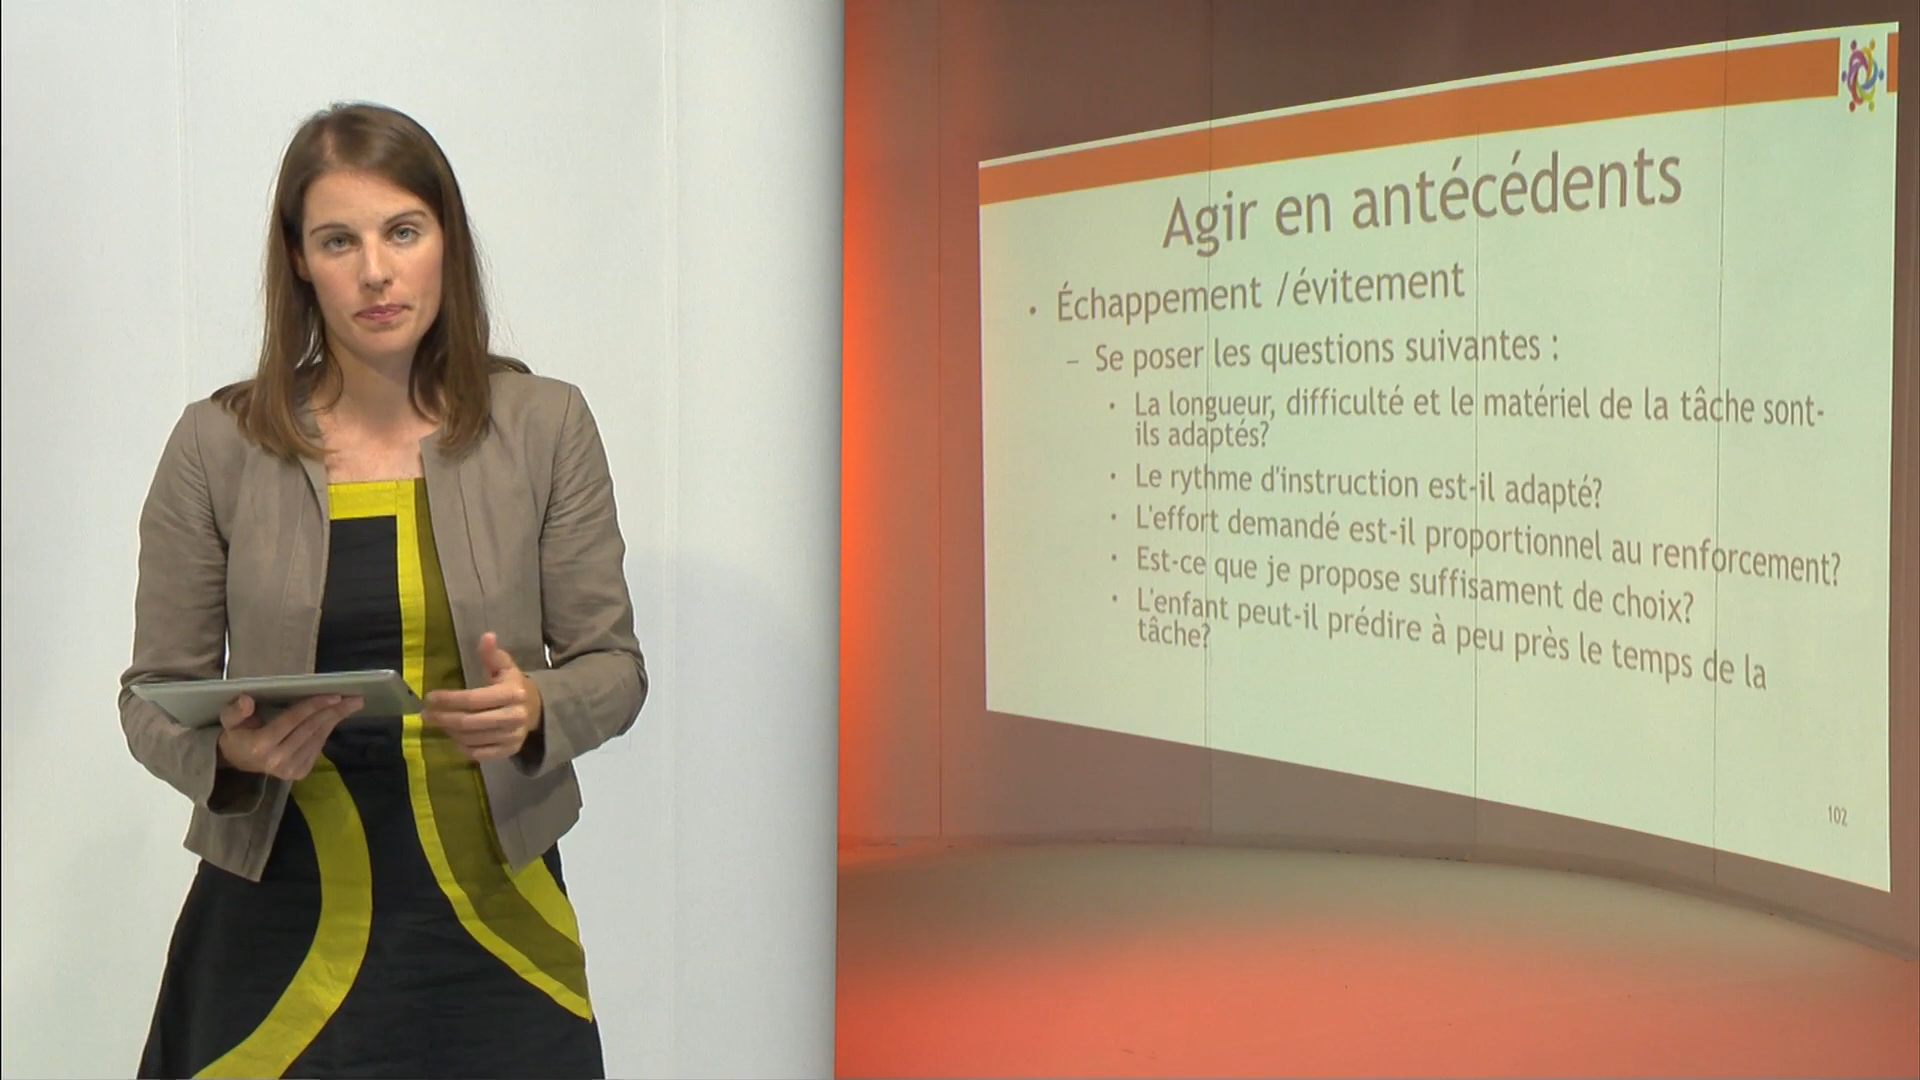 Agir en antécédents
• Échappement /évitement
– Se poser les questions suivantes :
• La longueur, difficulté et le matériel de la tâche sont-
ils adaptés?
• Le rythme d'instruction est-il adapté?
• L'effort demandé est-il proportionnel au renforcement?
• Est-ce que je propose suffisament de choix?
• L'enfant peut-il prédire à peu près le temps de la
tâche?
102